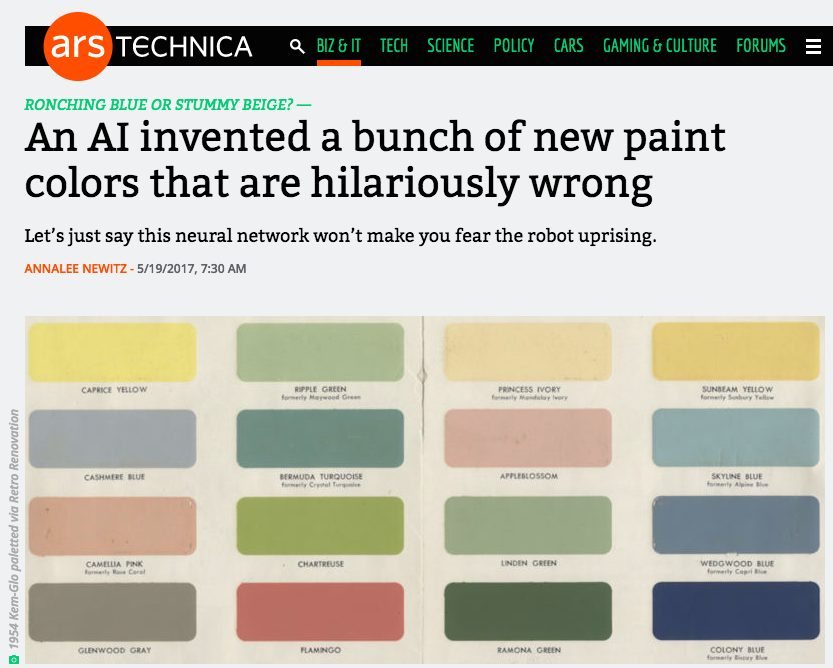 ars TECHNICA
BIZ & IT TECH SCIENCE POLICY CARS GAMING & CULTURE FORUMS
RONCHING BLUE OR STUMMY BEIGE? —
An AI invented a bunch of new paint
colors that are hilariously wrong
Let's just say this neural network won't make you fear the robot uprising.
ANNALEE NEWITZ - 5/19/2017, 7:30 AM
CAPRICE YELLOW
RIPPLE GREEN
formerly Maywood Green
PRINCESS IVORY
formerly Mandalay Ivory
SUNBEAM YELLOW
formerly Sunbury Yellow
CASHMERE BLUE
BERMUDA TURQUOISE
formerly Crystal Turquoise
APPLEBLOSSOM
SKYLINE BLUE
formerly Alpine Blue
CAMELLIA PINK
formerly Rose Coral
CHARTREUSE
LINDEN GREEN
WEDGWOOD BLUE
formerly Capri Blue
GLENWOOD GRAY
FLAMINGO
RAMONA GREEN
COLONY BLUE
formerly Bizzy Blue
1954 Kem-Glo paletted via Retro Renovation